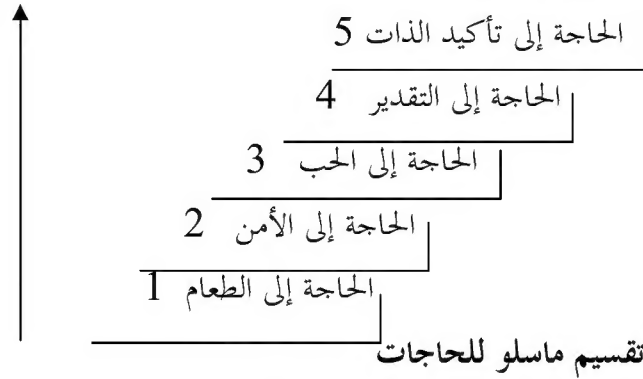 الحاجة إلى تأكيد الذات 5
الحاجة إلى التقدير 4
الحاجة إلى الحب 3
الحاجة إلى الأمن 2
الحاجة إلى الطعام 1
تقسيم ماسلو للحاجات